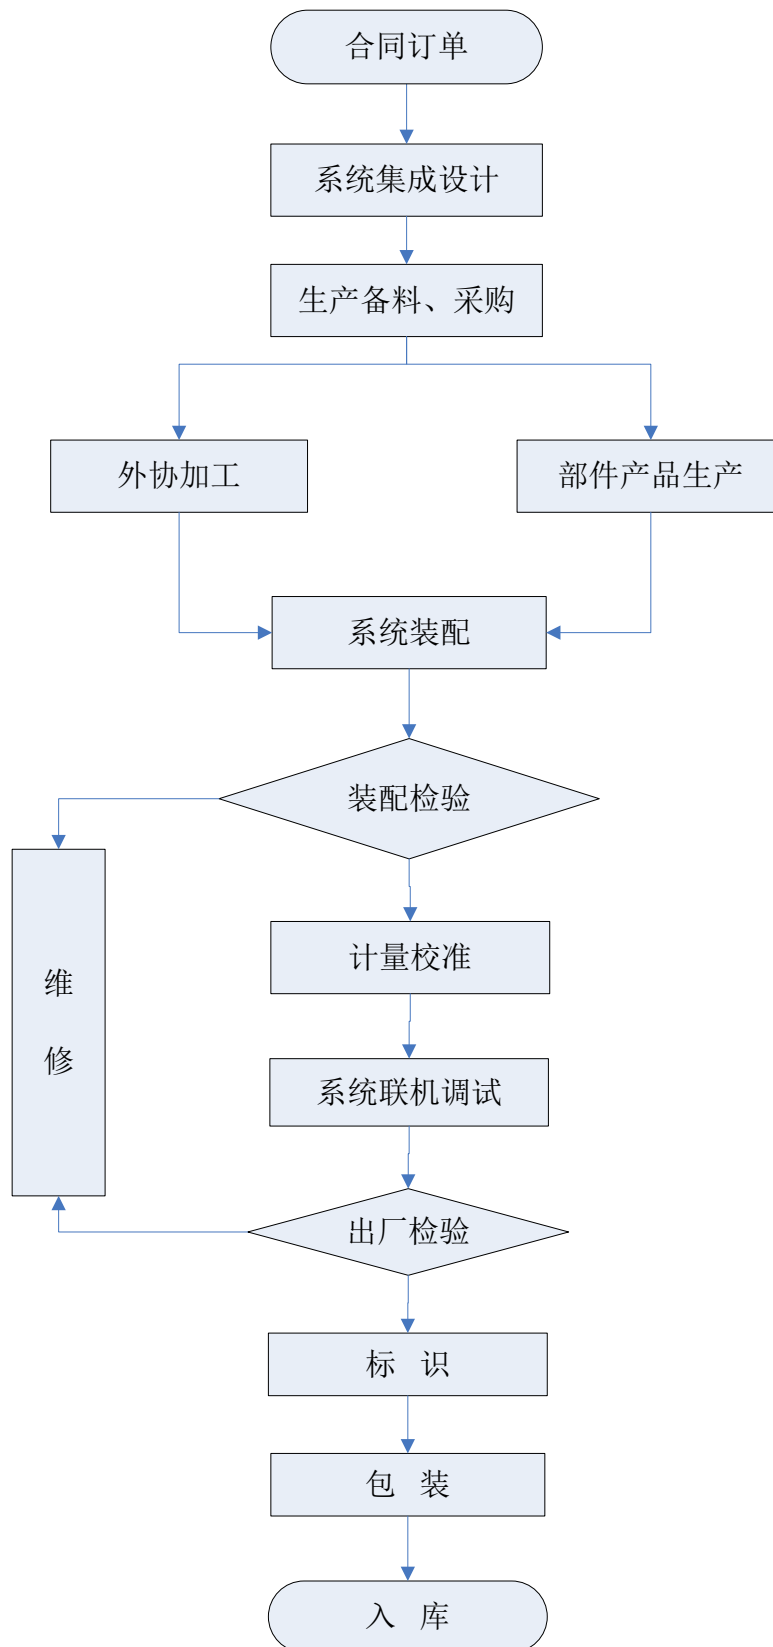 合同订单
系统集成设计
生产备料、采购
外协加工
部件产品生产
系统装配
装配检验
维
修
计量校准
系统联机调试
出厂检验
标 识
包 装
入 库